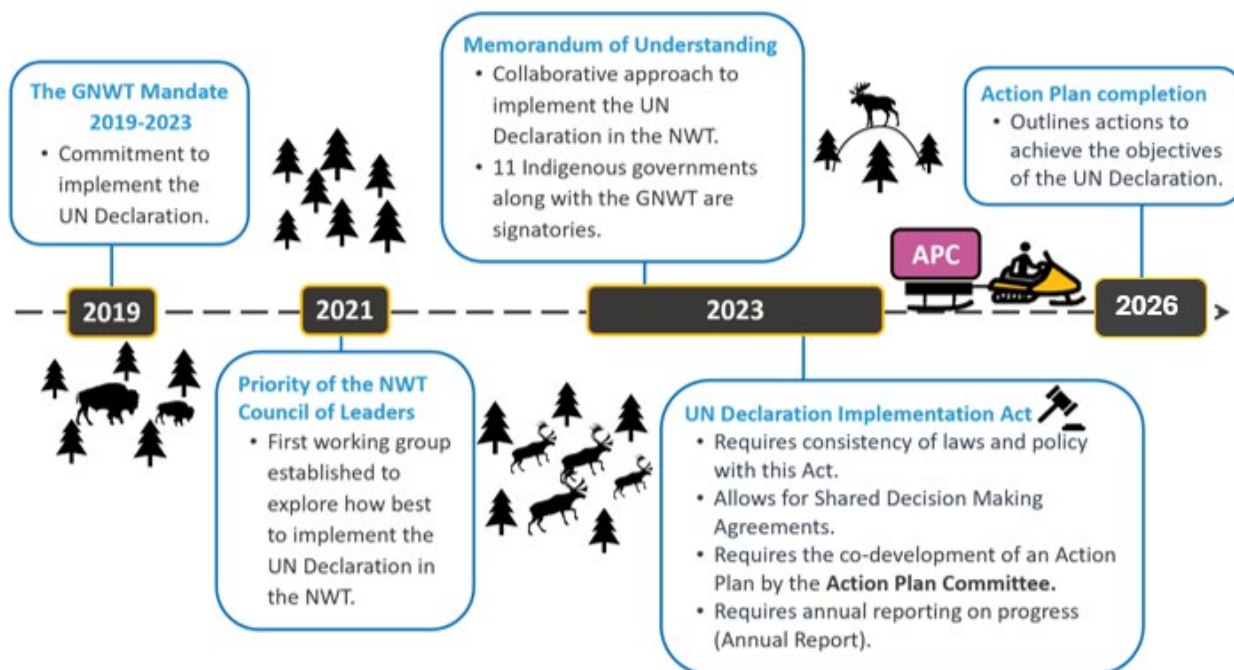 The GNWT Mandate
2019-2023
• Commitment to
implement the
UN Declaration.
Memorandum of Understanding
• Collaborative approach to
implement the UN
Declaration in the NWT.
• 11 Indigenous governments
along with the GNWT are
signatories.
Action Plan completion
• Outlines actions to
achieve the objectives
of the UN Declaration.
APC
2019
2021
2023
2026
Priority of the NWT
Council of Leaders
• First working group
established to
explore how best
to implement the
UN Declaration in
the NWT.
UN Declaration Implementation Act
• Requires consistency of laws and policy
with this Act.
• Allows for Shared Decision Making
Agreements.
• Requires the co-development of an Action
Plan by the Action Plan Committee.
• Requires annual reporting on progress
(Annual Report).